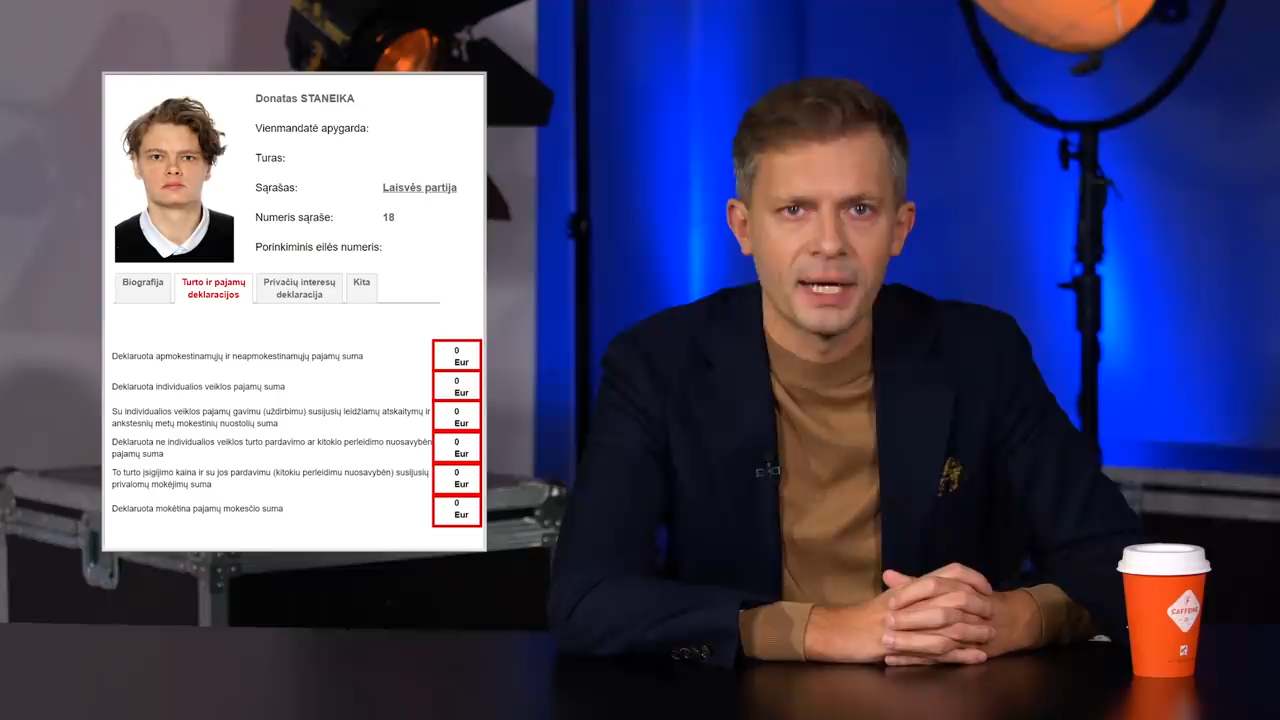 Donatas STANEIKA
Vienmandatė apygarda:
Turas:
Sąrašas: Laisvės partija
Numeris sąraše: 18
Porinkiminis eilės numeris:
Biografija
Turto ir pajamų
deklaracijos
Privačių interesų
deklaracija
Kita
Deklaruota apmokestinamųjų ir neapmokestinamųjų pajamų suma
0
Eur
Deklaruota individualios veiklos pajamų suma
0
Eur
Su individualios veiklos pajamų gavimu (uždirbimu) susijusių leidžiamų atskaitymų ir
ankstesnių metų mokestinių nuostolių suma
0
Eur
Deklaruota ne individualios veiklos turto pardavimo ar kitokio perleidimo nuosavybėn
pajamų suma
0
Eur
To turto įsigijimo kaina ir su jos pardavimu (kitokiu perleidimu nuosavybėn) susijusių
privalomų mokėjimų suma
0
Eur
Deklaruota mokėtina pajamų mokesčio suma
0
Eur
CAFFEINE